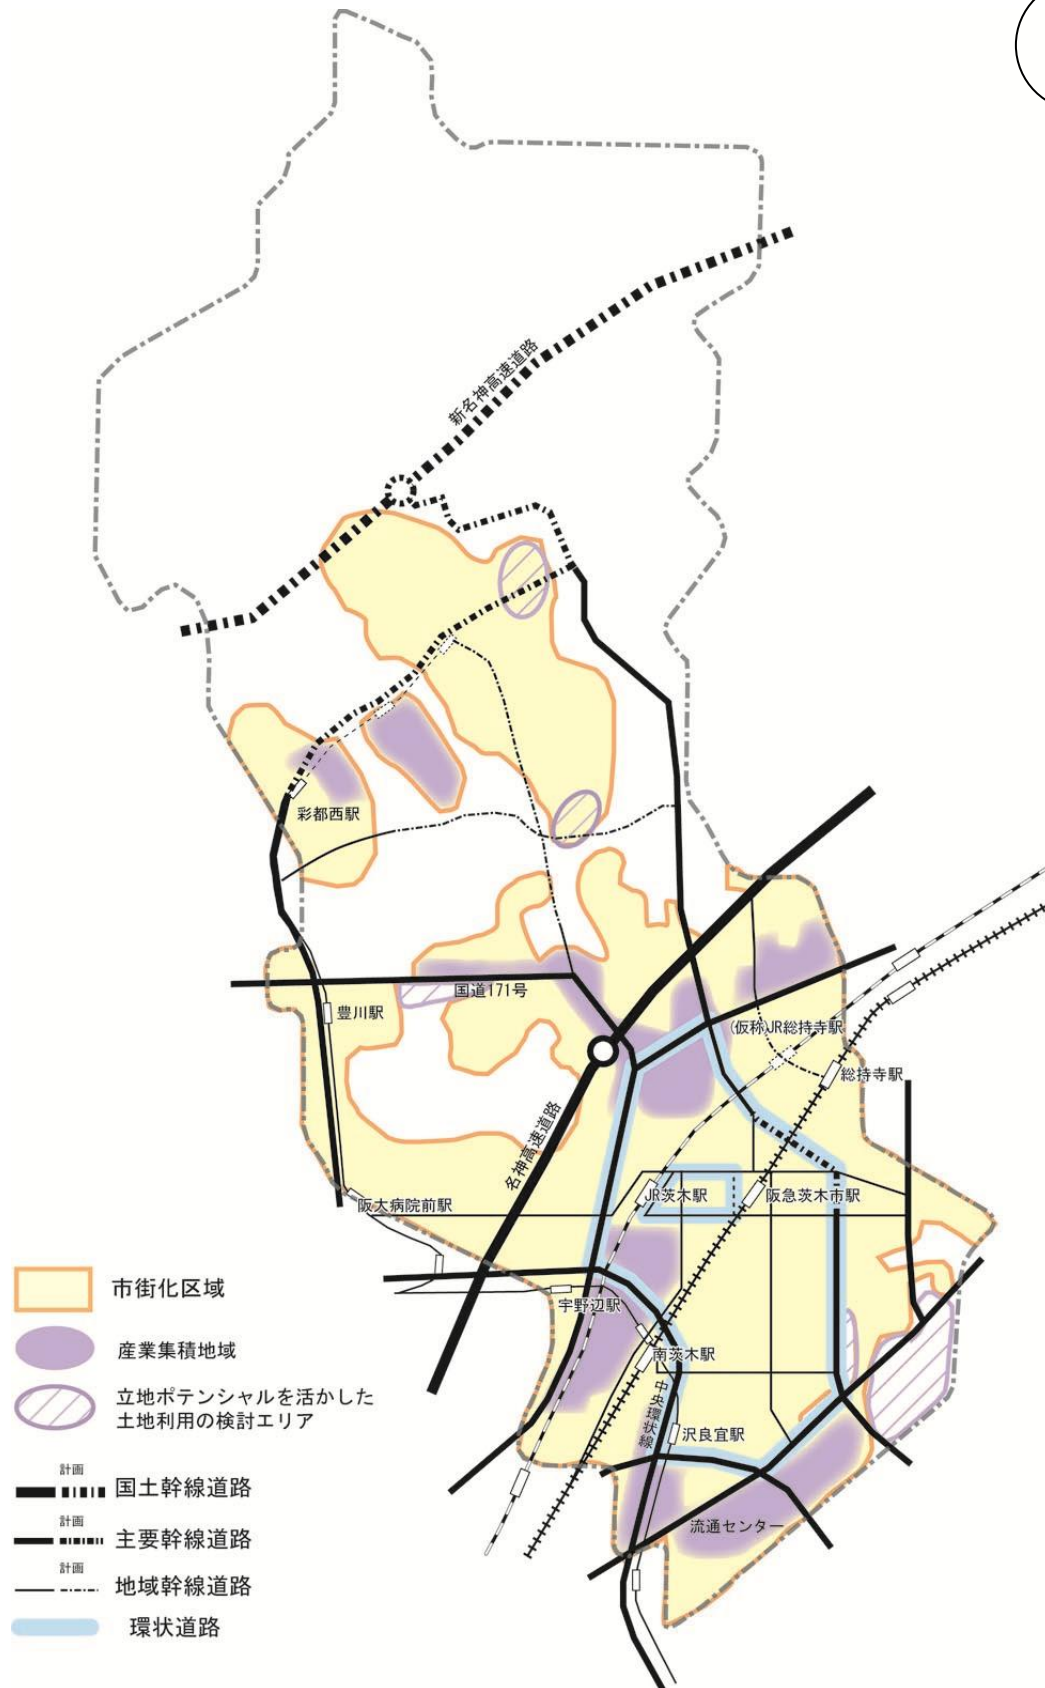 新名神高速道路
彩都西駅
国道171号
豊川駅
(仮称)JR総持寺駅
総持寺駅
名神高速道路
JR茨木駅
阪急茨木市駅
阪大病院前駅
宇野辺駅
南茨木駅
中央環状線
沢良宜駅
流通センター
市街化区域
産業集積地域
立地ポテンシャルを活かした
土地利用の検討エリア
計画
国土幹線道路
計画
主要幹線道路
計画
地域幹線道路
環状道路